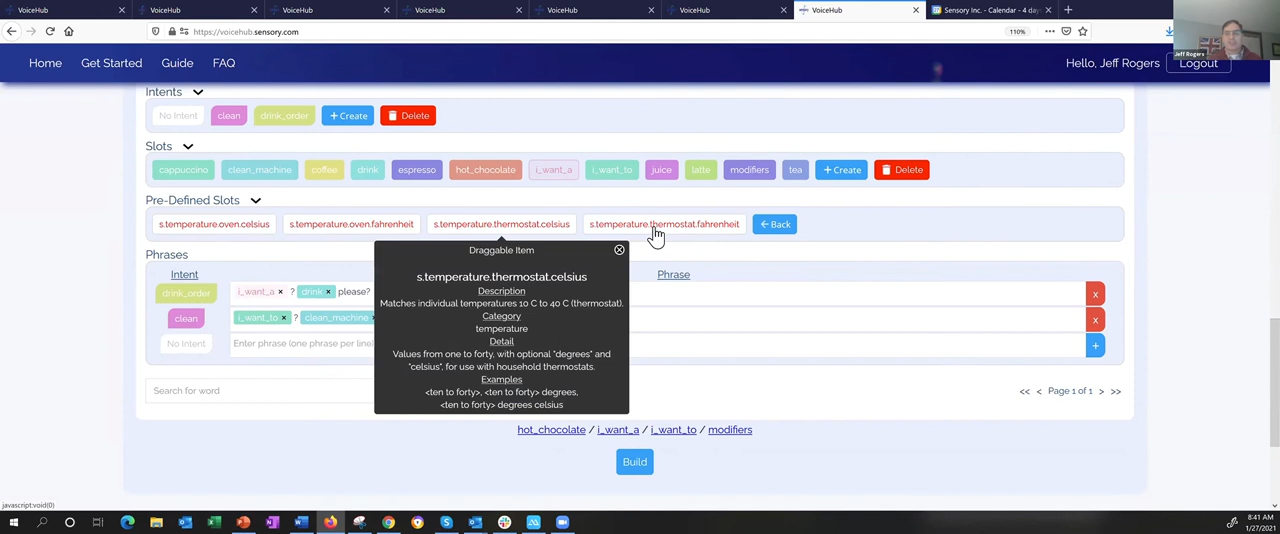 VoiceHub
VoiceHub
VoiceHub
VoiceHub
VoiceHub
VoiceHub
VoiceHub
Sensory Inc. - Calendar - 4 day
https://voicehub.sensory.com
110%
Jeff Rogers
Home
Get Started
Guide
FAQ
Hello, Jeff Rogers
Logout
Intents
No Intent
clean
drink_order
+ Create
Delete
Slots
cappuccino
clean_machine
coffee
drink
espresso
hot_chocolate
i_want_a
i_want_to
juice
latte
modifiers
tea
+ Create
Delete
Pre-Defined Slots
s.temperature.oven.celsius
s.temperature.oven.fahrenheit
s.temperature.thermostat.celsius
s.temperature.thermostat.fahrenheit
← Back
Phrases
Intent
Phrase
drink_order
i_want_a × ? drink × please?
x
clean
i_want_to × ? clean_machine ×
x
No Intent
Enter phrase (one phrase per line)
+
Draggable Item
s.temperature.thermostat.celsius
Description
Matches individual temperatures 10 C to 40 C (thermostat).
Category
temperature
Detail
Values from one to forty, with optional "degrees" and
"celsius", for use with household thermostats.
Examples
<ten to forty>, <ten to forty> degrees,
<ten to forty> degrees celsius
Search for word
<< < Page 1 of 1 > >>
hot_chocolate / i_want_a / i_want_to / modifiers
Build
javascript:void(0)
8:41 AM
1/27/2021